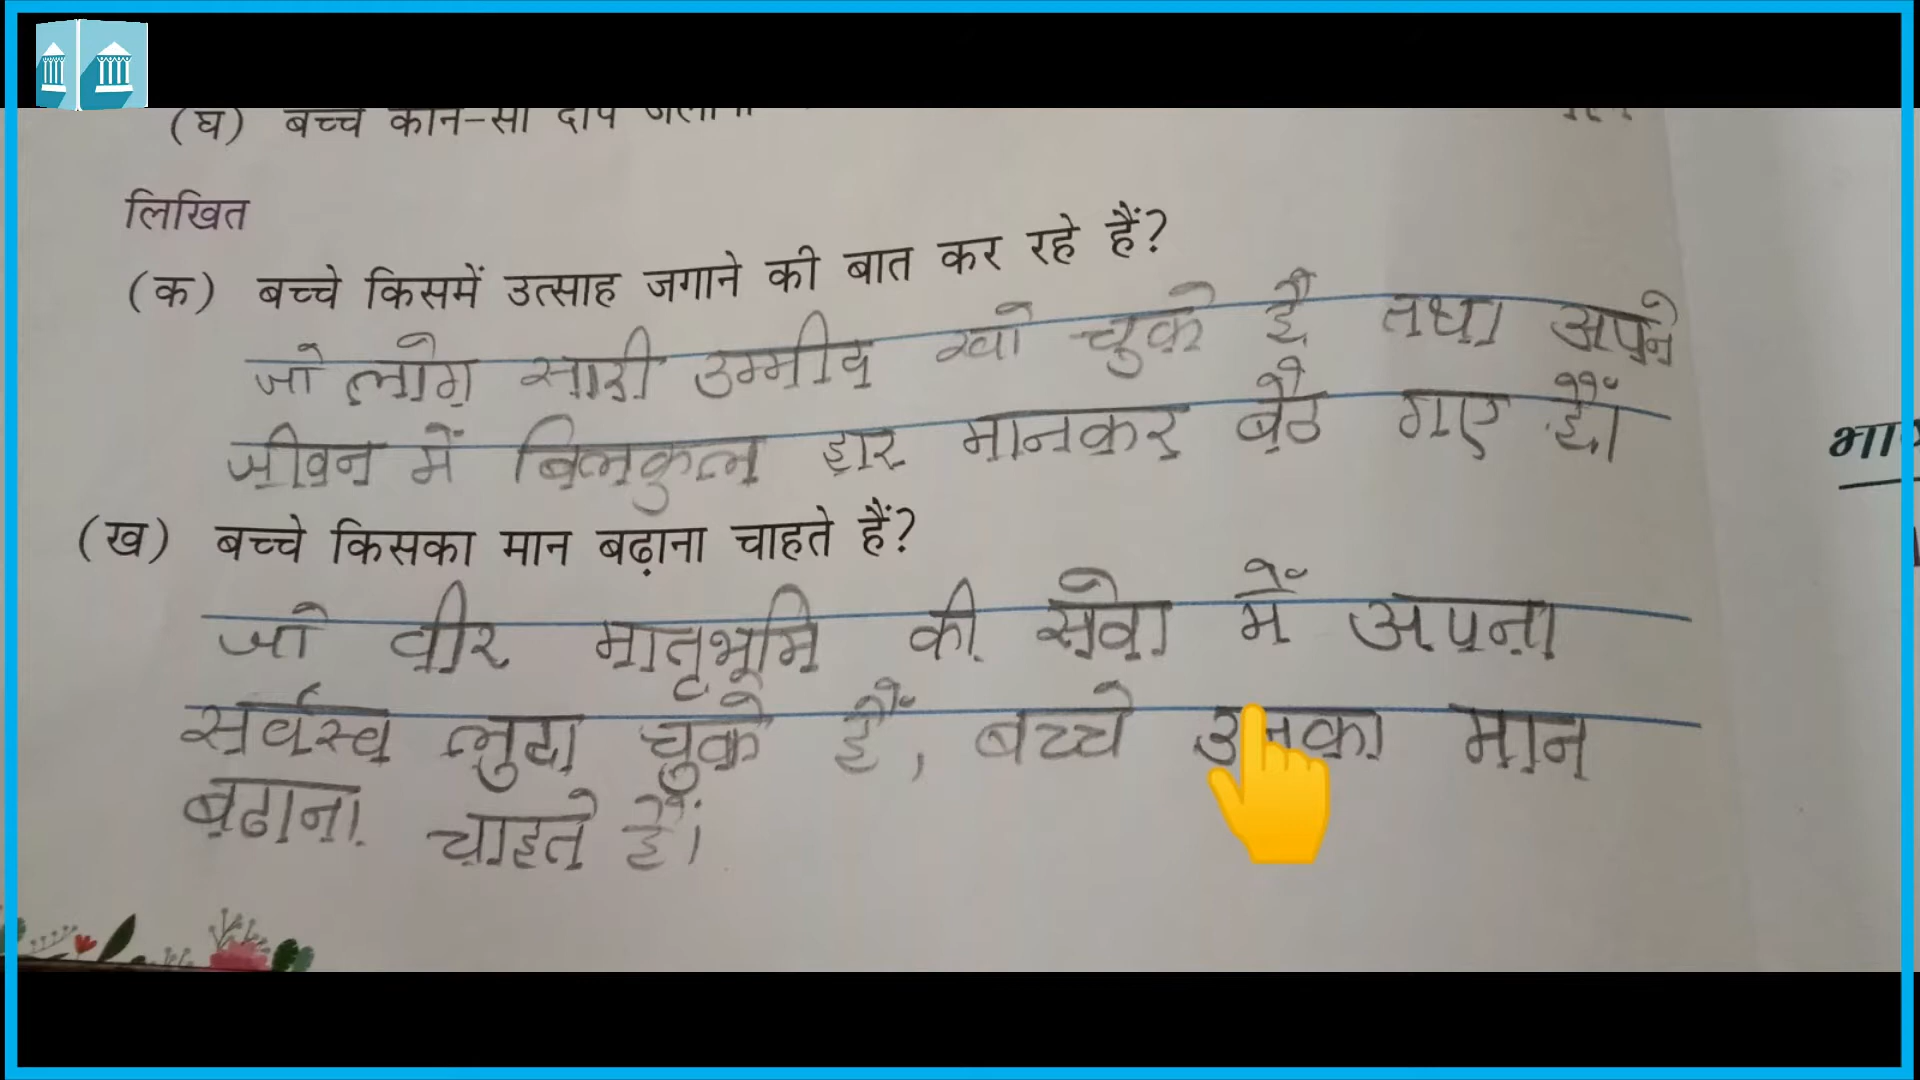 (घ) बच्चे कौन-सा दीप
लिखित
(क) बच्चे किसमें उत्साह जगाने की बात कर रहे हैं?
जो लोग सारी उम्मीद खो चुके है तथा अपने
जीवन में बिलकुल हार मानकर बैठ गए हैं।
(ख) बच्चे किसका मान बढ़ाना चाहते हैं?
जो वीर मातृभूमि की सेवा में अपना
सर्वस्व लुटा चुके हैं, बच्चे उनका मान
बढाना चाहते हैं।